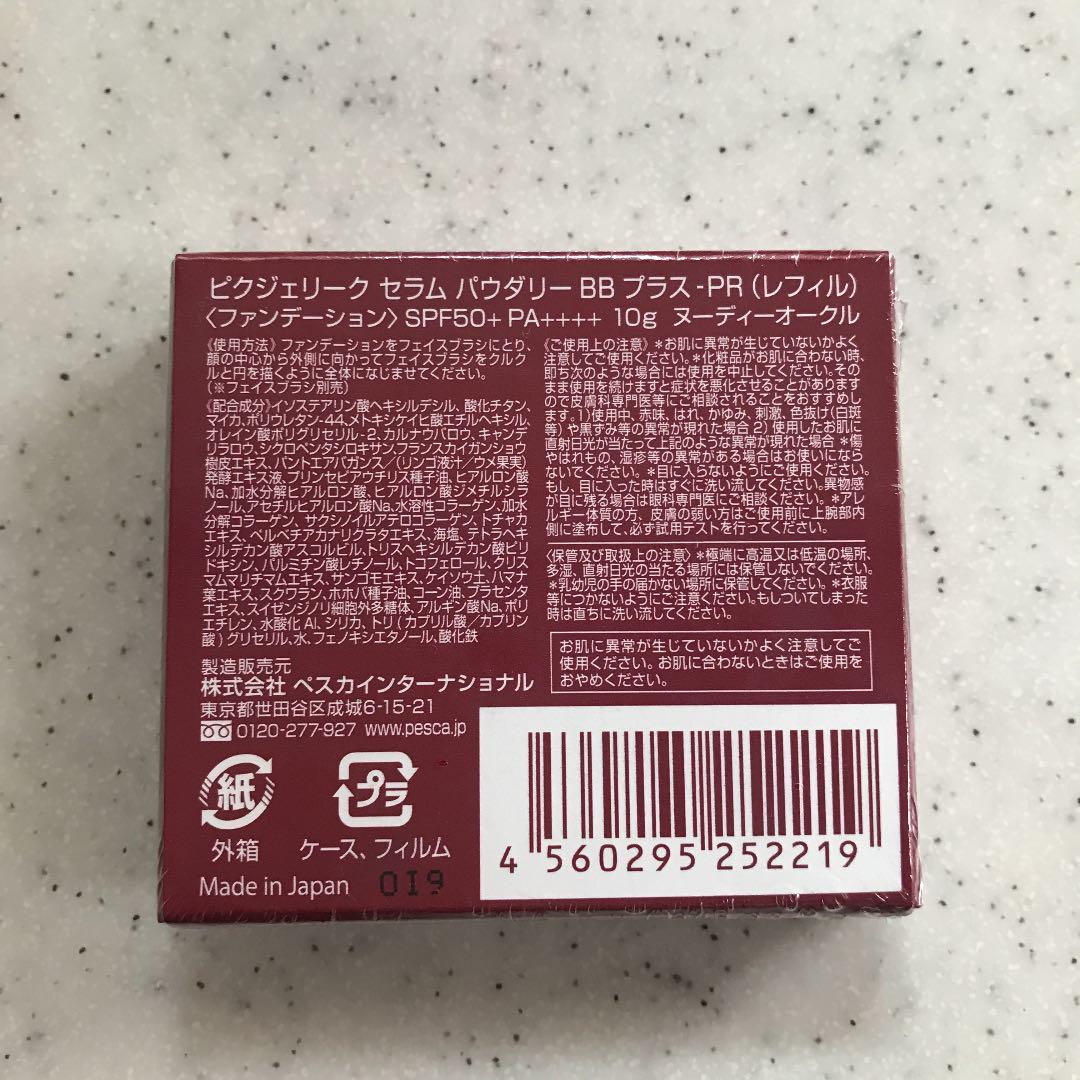 ピクジェリーク セラム パウダリー BB プラス -PR（レフィル）
〈ファンデーション〉SPF50+ PA++++ 10g ヌーディーオークル
《使用方法》ファンデーションをフェイスブラシにとり、
顔の中心から外側に向かってフェイスブラシをクルク
ルと円を描くように全体になじませてください。
（※フェイスブラシ別売）
《配合成分》イソステアリン酸ヘキシルデシル、酸化チタン、
マイカ、ポリウレタン-44、メトキシケイヒ酸エチルヘキシル、
オレイン酸ポリグリセリル-2、カルナウバロウ、キャンデ
リラロウ、シクロペンタシロキサン、フランスカイガンショウ
樹皮エキス、パントエアバガンス／（リンゴ液汁／ウメ果実）
発酵エキス液、プリンセピアウチリス種子油、ヒアルロン酸
Na、加水分解ヒアルロン酸、ヒアルロン酸ジメチルシラ
ノール、アセチルヒアルロン酸Na、水溶性コラーゲン、加水
分解コラーゲン、サクシノイルアテロコラーゲン、トチャカ
エキス、ペルベチアカナリクラタエキス、海塩、テトラヘキ
シルデカン酸アスコルビル、トリスヘキシルデカン酸ピリ
ドキシン、パルミチン酸レチノール、トコフェロール、クリス
マムマリチマムエキス、サンゴモエキス、ケイソウ土、ハマナ
葉エキス、スクワラン、ホホバ種子油、コーン油、プラセンタ
エキス、スイゼンジノリ細胞外多糖体、アルギン酸Na、ポリ
エチレン、水酸化Al、シリカ、トリ（カプリル酸／カプリン
酸）グリセリル、水、フェノキシエタノール、酸化鉄
製造販売元
株式会社 ペスカインターナショナル
東京都世田谷区成城6-15-21
0120-277-927 www.pesca.jp
《ご使用上の注意》＊お肌に異常が生じていないかよく
注意してご使用ください。＊化粧品がお肌に合わない時、
即ち次のような場合には使用を中止してください。その
まま使用を続けますと症状を悪化させることがあります
ので皮膚科専門医等にご相談されることをおすすめしま
す。1）使用中、赤味、はれ、かゆみ、刺激、色抜け（白斑
等）や黒ずみ等の異常が現れた場合 2）使用したお肌に
直射日光が当たって上記のような異常が現れた場合 ＊傷
やはれもの、湿疹等の異常がある場合はお使いになら
ないでください。＊目に入らないようにご使用ください。
もし、目に入った時はすぐに洗い流してください。異物感
が目に残る場合は眼科専門医にご相談ください。＊アレ
ルギー体質の方、皮膚の弱い方はご使用前に上腕部内
側に塗布して、必ず試用テストを行ってください。
〈保管及び取扱上の注意〉＊極端に高温又は低温の場所、
多湿、直射日光の当たる場所には保管しないでください。
＊乳幼児の手の届かない場所に保管してください。＊衣服
等につかないようにご注意ください。もしついてしまった
時は直ちに洗い流してください。
お肌に異常が生じていないかよく注意してご
使用ください。お肌に合わないときはご使用を
おやめください。
紙
プラ
外箱
ケース、フィルム
Made in Japan
0I9
4 560295 252219